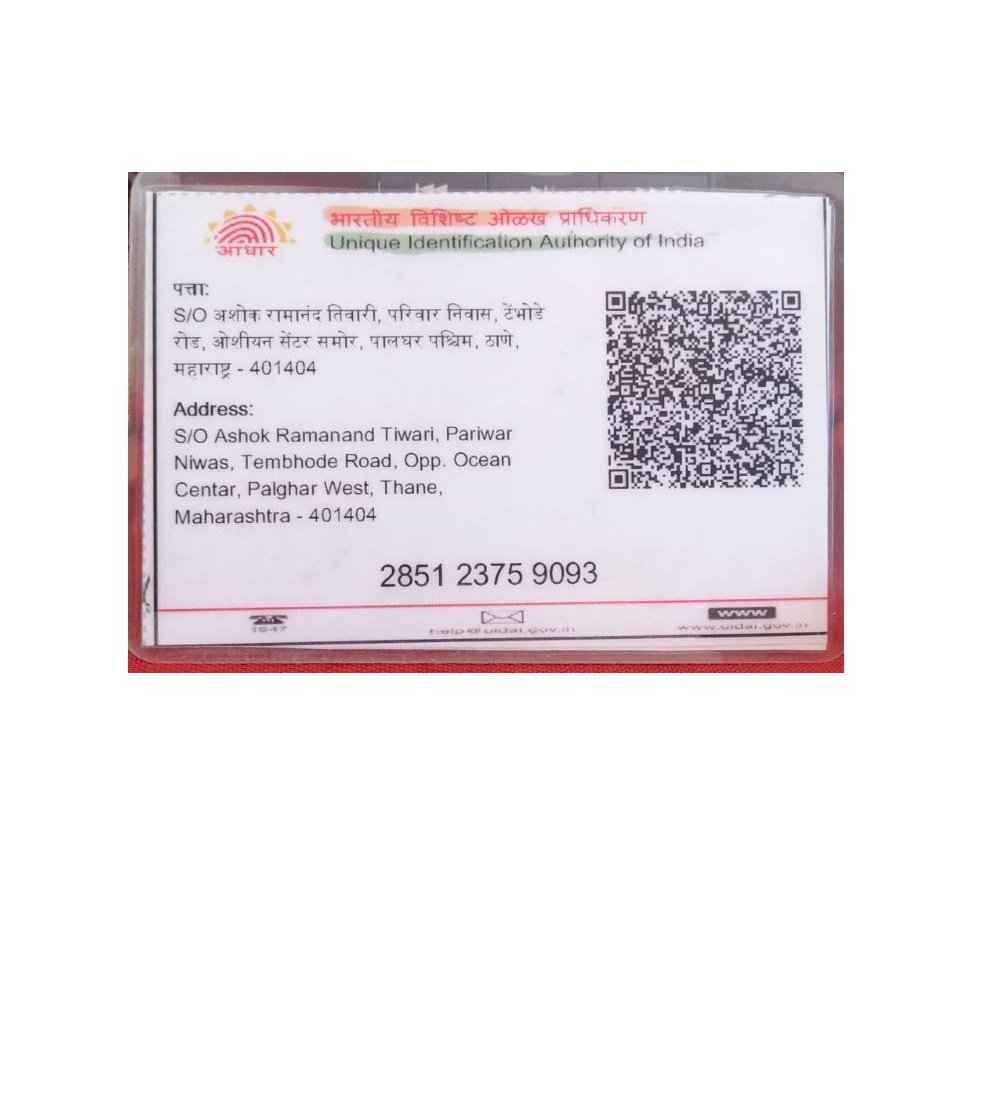 आधार
भारतीय विशिष्ट ओळख प्राधिकरण
Unique Identification Authority of India
पत्ता:
S/O अशोक रामानंद तिवारी, परिवार निवास, टेंभोडे
रोड, ओशीयन सेंटर समोर, पालघर पश्चिम, ठाणे,
महाराष्ट्र - 401404
Address:
S/O Ashok Ramanand Tiwari, Pariwar
Niwas, Tembhode Road, Opp. Ocean
Centar, Palghar West, Thane,
Maharashtra - 401404
2851 2375 9093
1947
help@uidai.gov.in
www
www.uidai.gov.in